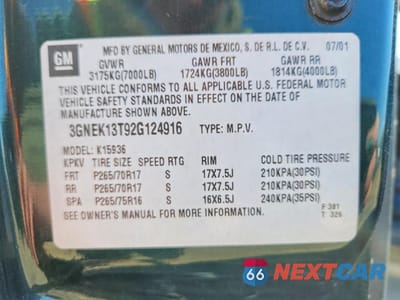 GM
MFD BY GENERAL MOTORS DE MEXICO, S. DE R.L. DE C.V. 07/01
GVWR GAWR FRT GAWR RR
3175KG(7000LB) 1724KG(3800LB) 1814KG(4000LB)
THIS VEHICLE CONFORMS TO ALL APPLICABLE U.S. FEDERAL MOTOR
VEHICLE SAFETY STANDARDS IN EFFECT ON THE DATE OF
MANUFACTURE SHOWN ABOVE.
3GNEK13T92G124916 TYPE: M.P.V.
MODEL: K15936
KPKV TIRE SIZE SPEED RTG RIM COLD TIRE PRESSURE
FRT P265/70R17 S 17X7.5J 210KPA(30PSI)
RR P265/70R17 S 17X7.5J 210KPA(30PSI)
SPA P265/75R16 S 16X6.5J 240KPA(35PSI)
SEE OWNER'S MANUAL FOR MORE INFORMATION. F 381
T 326
66 NEXTCAR